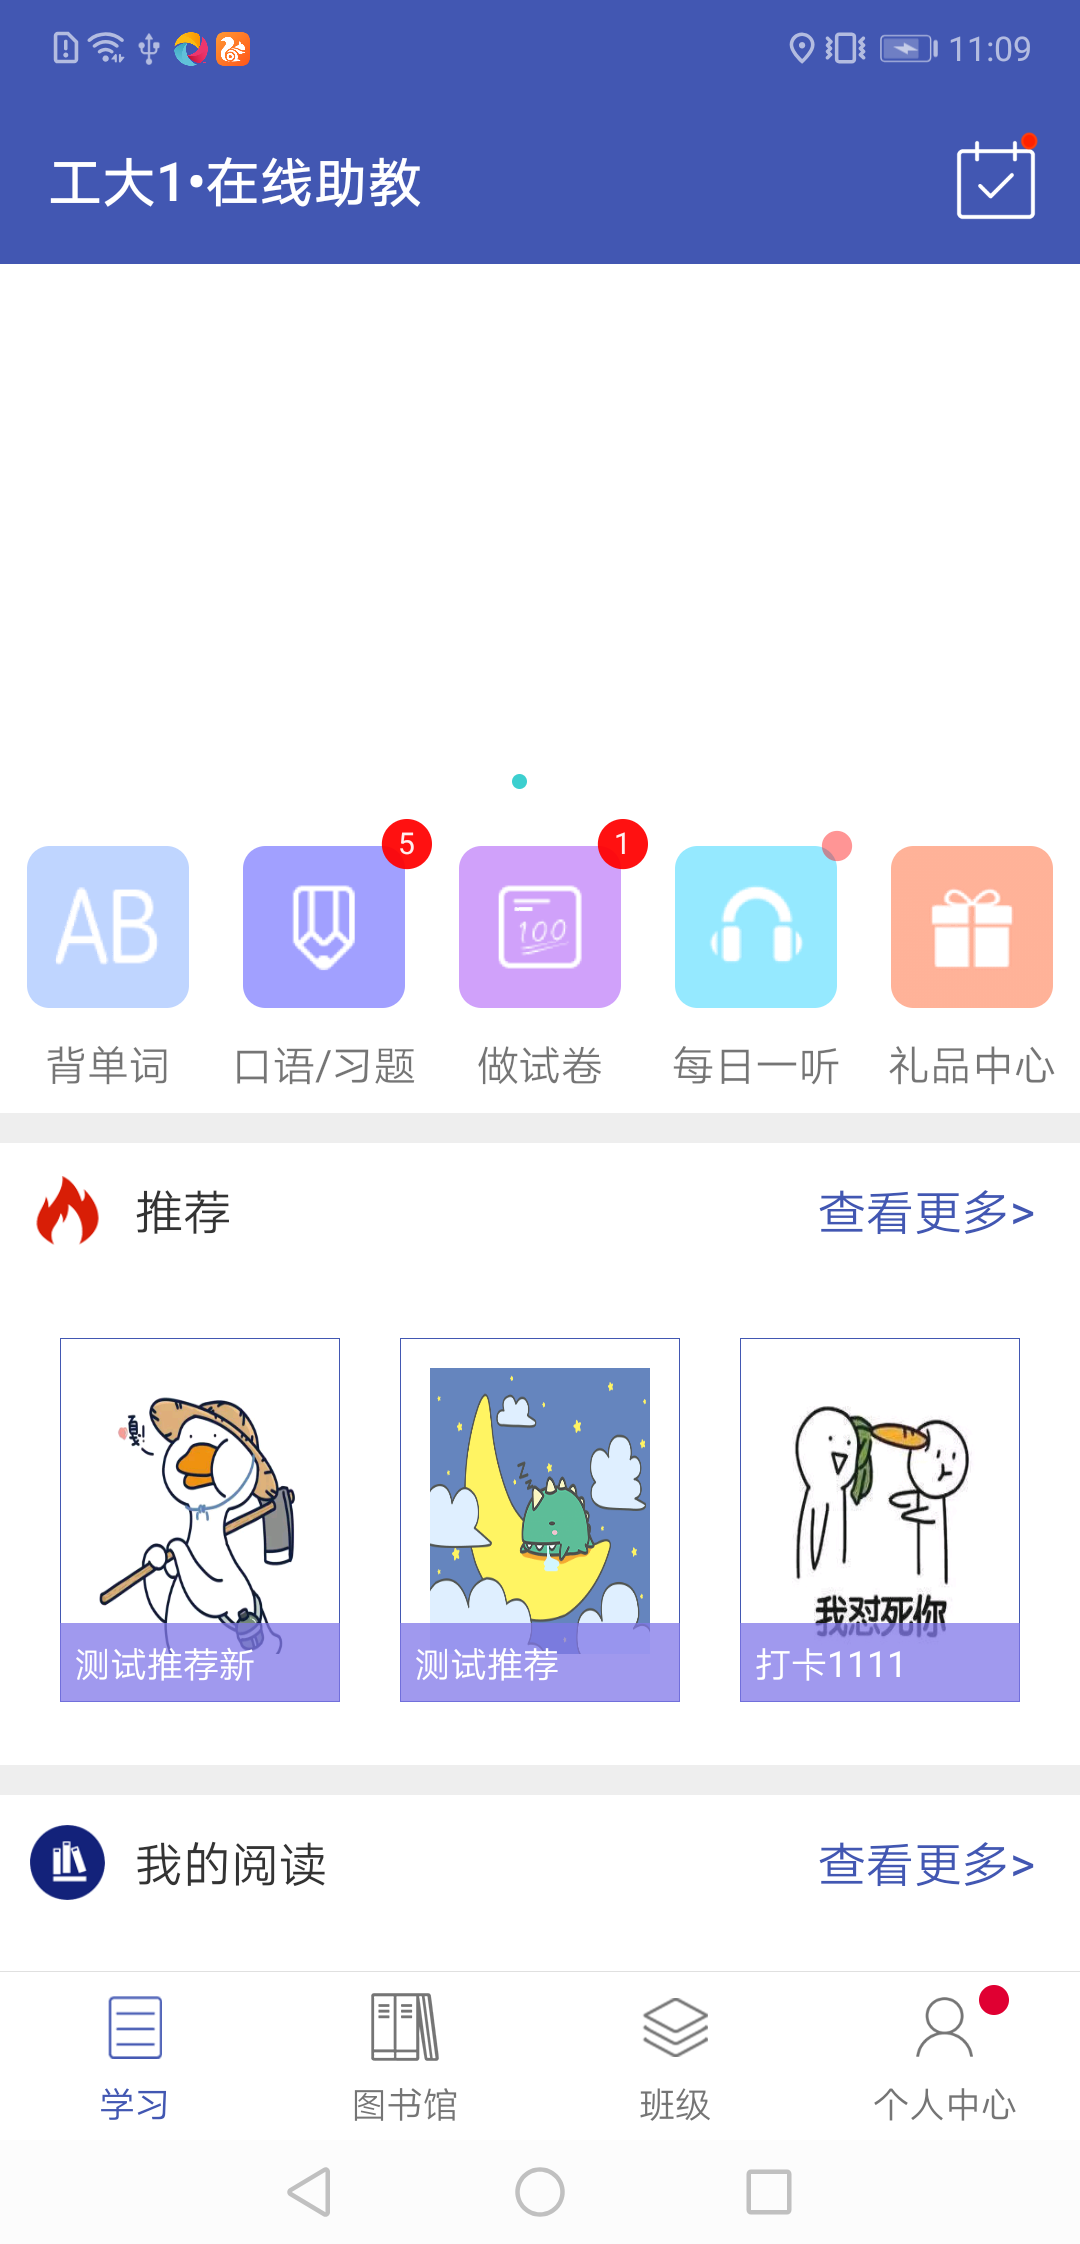 11:09
工大1•在线助教
5
1
AB
100
背单词
口语/习题
做试卷
每日一听
礼品中心
推荐
查看更多>
嘎!
我怼死你
测试推荐新
测试推荐
打卡1111
我的阅读
查看更多>
学习
图书馆
班级
个人中心